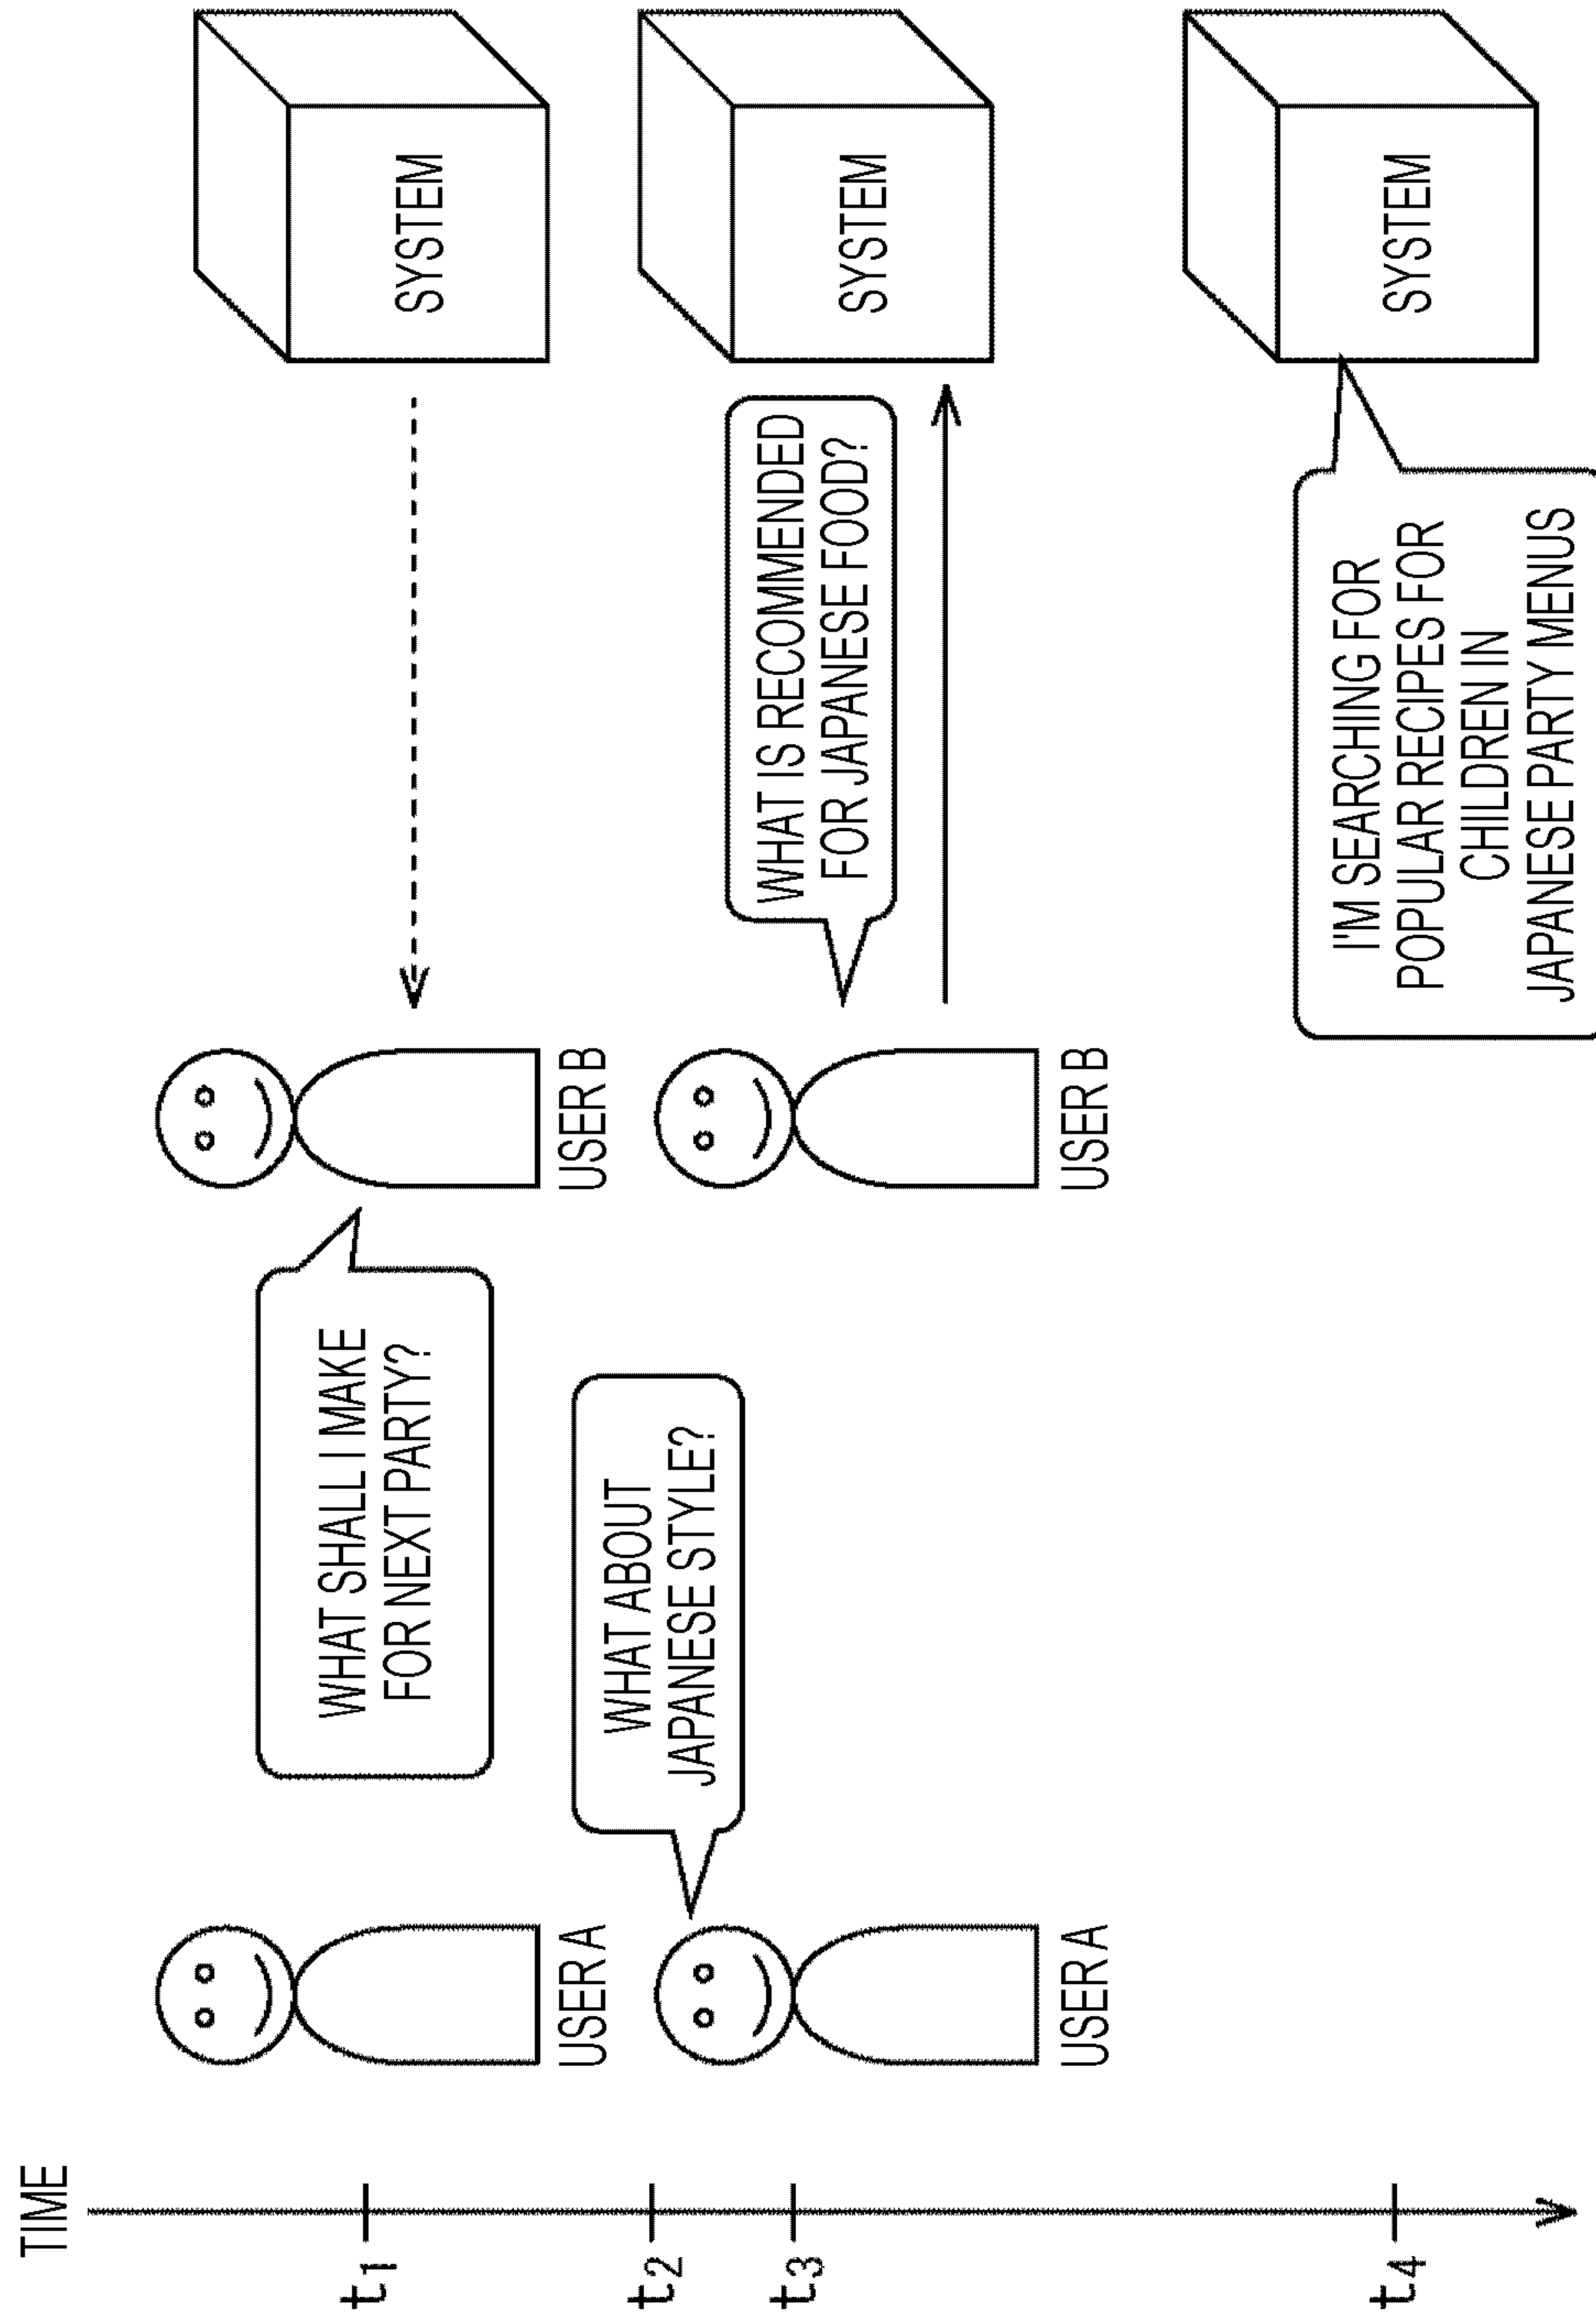 TIME
t1
WHAT SHALL I MAKE
FOR NEXT PARTY?
SYSTEM
USER A
USER B
t2
WHAT ABOUT
JAPANESE STYLE?
t3
WHAT IS RECOMMENDED
FOR JAPANESE FOOD?
SYSTEM
USER A
USER B
t4
I'M SEARCHING FOR
POPULAR RECIPES FOR
CHILDREN IN
JAPANESE PARTY MENUS
SYSTEM